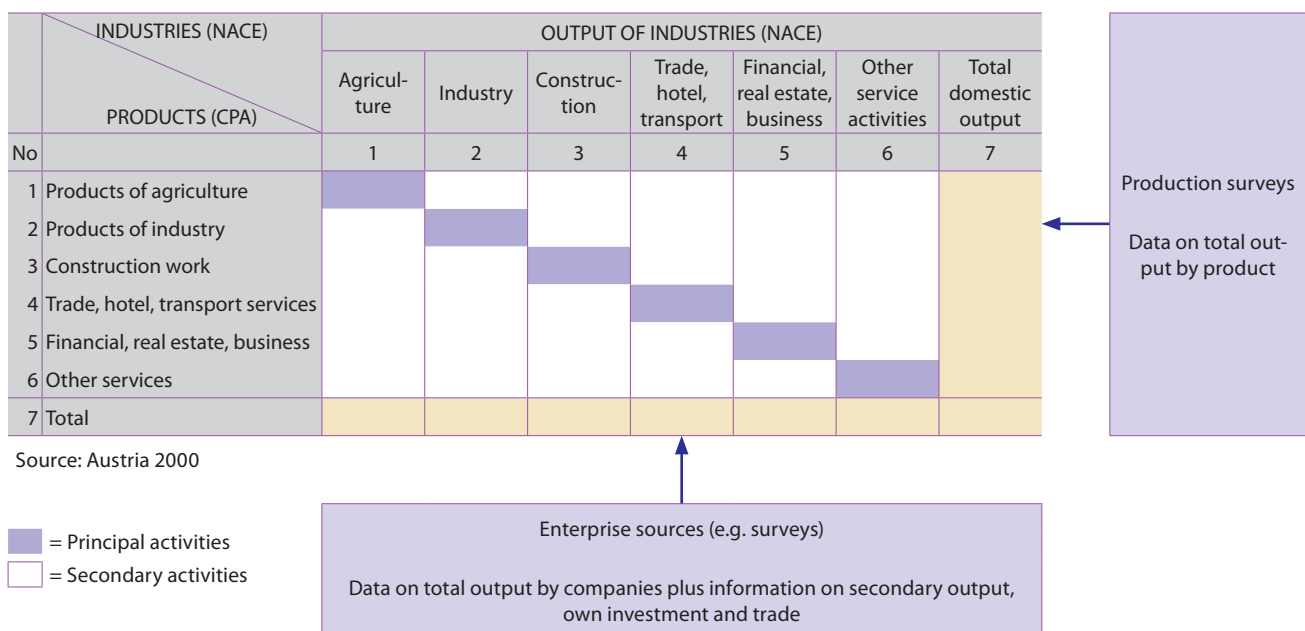 INDUSTRIES (NACE)
PRODUCTS (CPA)
OUTPUT OF INDUSTRIES (NACE)
Agricul-
ture
Industry
Construc-
tion
Trade,
hotel,
transport
Financial,
real estate,
business
Other
service
activities
Total
domestic
output
No
1 2 3 4 5 6 7
1 Products of agriculture
2 Products of industry
3 Construction work
4 Trade, hotel, transport services
5 Financial, real estate, business
6 Other services
7 Total
Production surveys
Data on total out-
put by product
Source: Austria 2000
= Principal activities
= Secondary activities
Enterprise sources (e.g. surveys)
Data on total output by companies plus information on secondary output,
own investment and trade